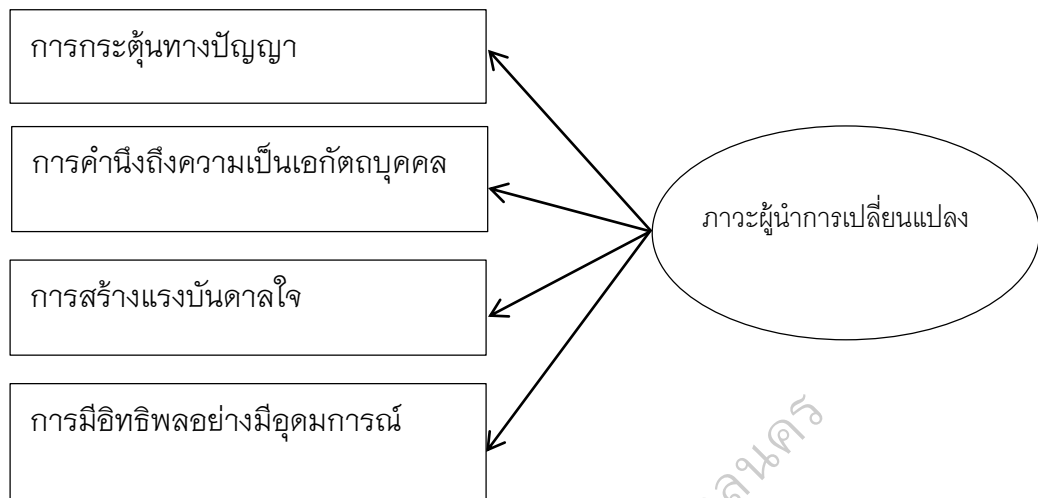 การกระตุ้นทางปัญญา
การคำนึงถึงความเป็นเอกัตถบุคคล
ภาวะผู้นำการเปลี่ยนแปลง
การสร้างแรงบันดาลใจ
การมีอิทธิพลอย่างมีอุดมการณ์